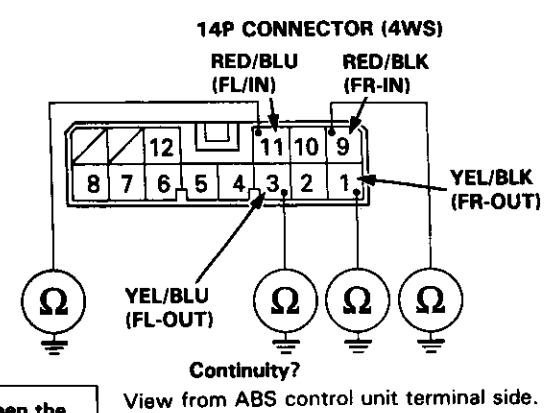 14P CONNECTOR (4WS)
RED/BLU RED/BLK
(FL/IN) (FR-IN)
12 11 10 9
8 7 6 5 4 3 2 1
YEL/BLK
(FR-OUT)
YEL/BLU
(FL-OUT)
Ω Ω Ω Ω
Continuity?
en the
View from ABS control unit terminal side.